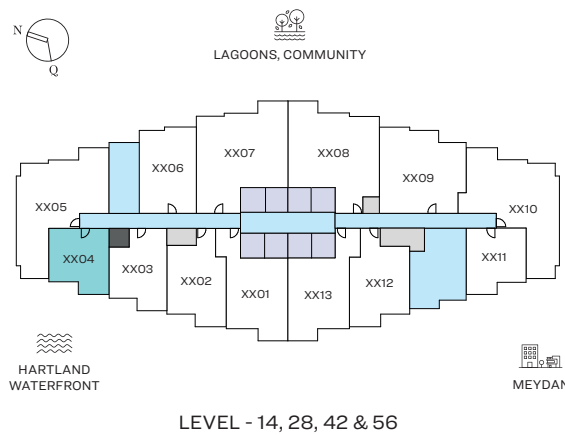 N
Q
LAGOONS, COMMUNITY
XX07
XX08
XX06
XX09
XX05
XX10
XX04
XX03
XX02
XX01
XX13
XX12
XX11
HARTLAND
WATERFRONT
MEYDAN
LEVEL - 14, 28, 42 & 56